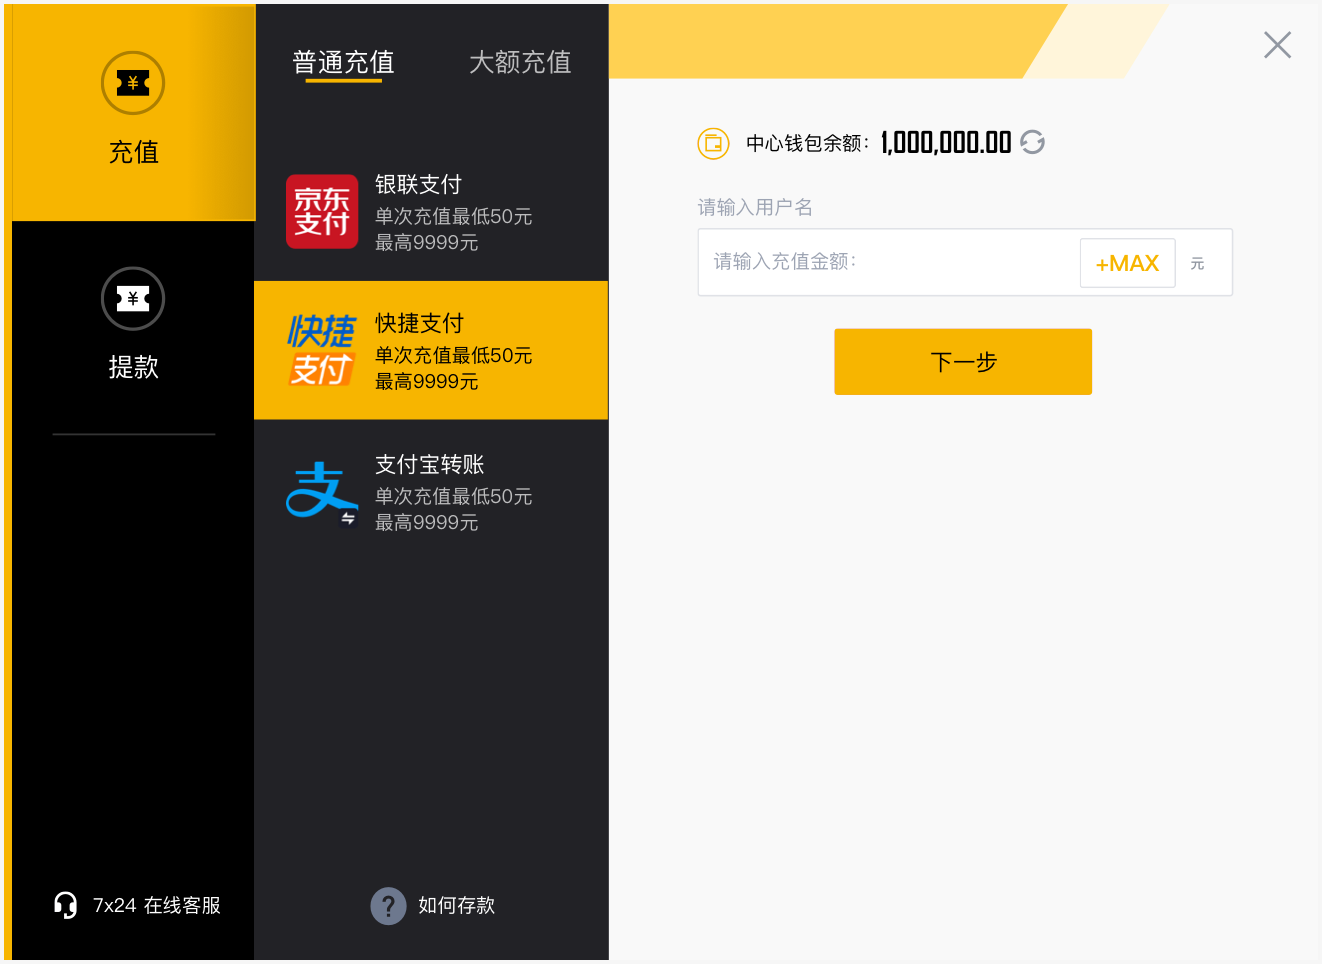 充值
提款
7x24 在线客服
普通充值
大额充值
京东
支付
银联支付
单次充值最低50元
最高9999元
快捷
支付
快捷支付
单次充值最低50元
最高9999元
支
支付宝转账
单次充值最低50元
最高9999元
? 如何存款
中心钱包余额: 1,000,000.00
请输入用户名
请输入充值金额: +MAX 元
下一步